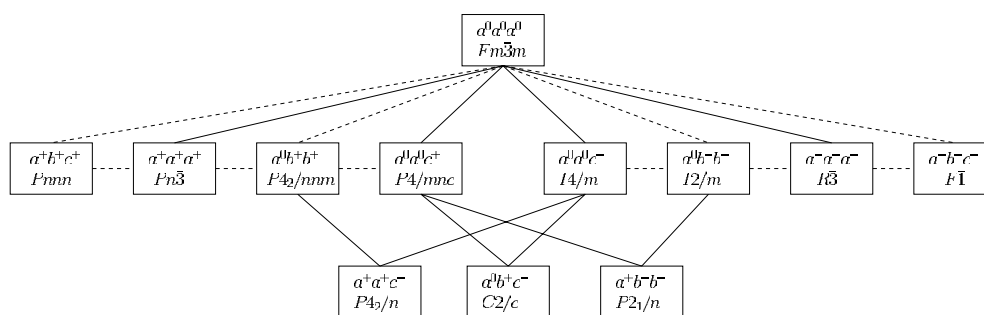 a⁰a⁰a⁰
Fm3̄m
a⁺b⁺c⁺
Pnnn
a⁺a⁺a⁺
Pn3̄
a⁰b⁺b⁺
P4₂/nnm
a⁰a⁰c⁺
P4/mnc
a⁰a⁰c⁻
I4/m
a⁰b⁻b⁻
I2/m
a⁻a⁻a⁻
R3̄
a⁻b⁻c⁻
F1̄
a⁺a⁺c⁻
P4₂/n
a⁰b⁺c⁻
C2/c
a⁺b⁻b⁻
P2₁/n